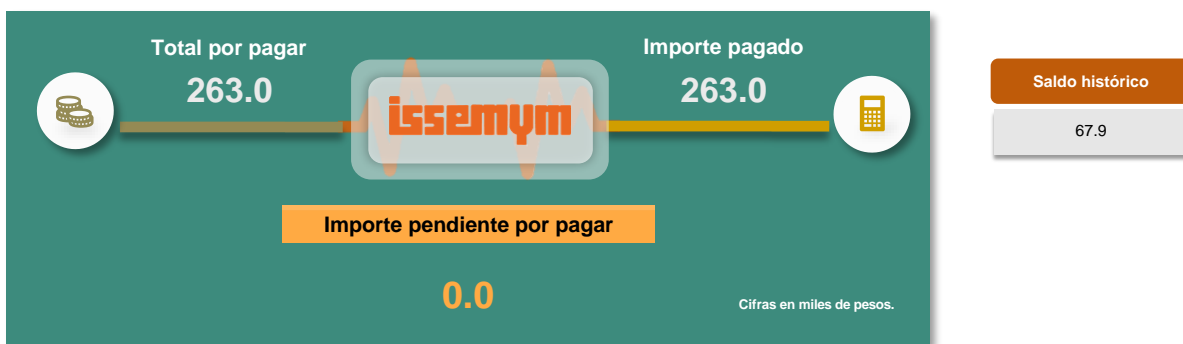 Total por pagar
263.0
issemym
Importe pagado
263.0
Importe pendiente por pagar
0.0
Cifras en miles de pesos.
Saldo histórico
67.9